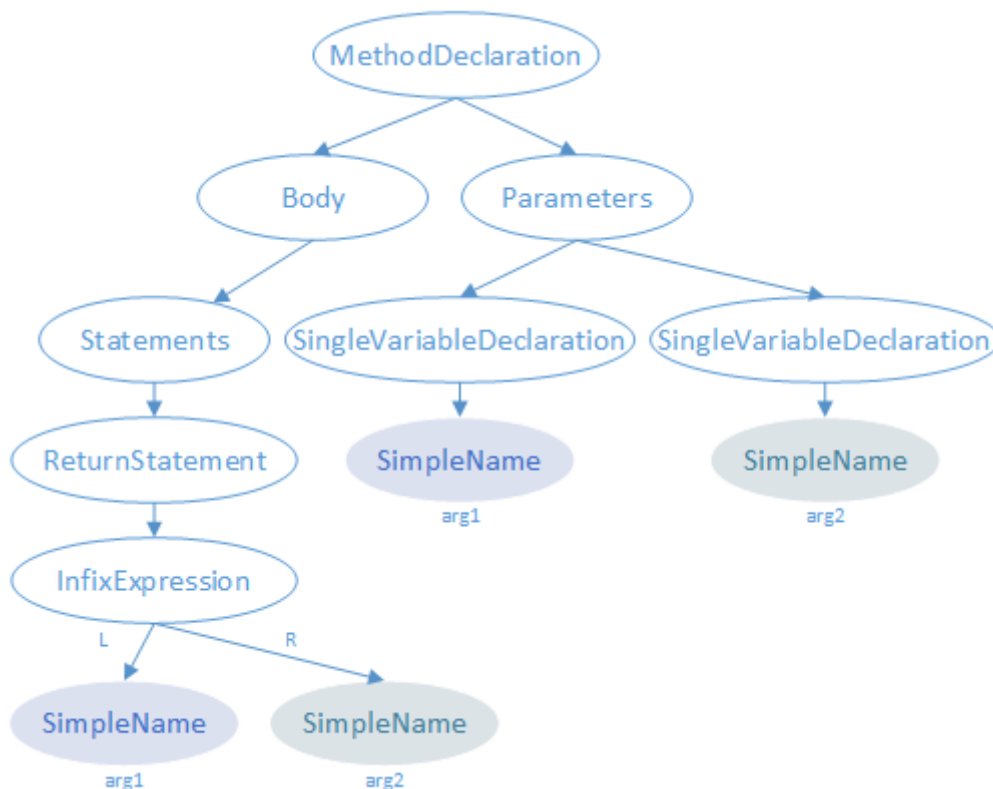 MethodDeclaration
Body
Parameters
Statements
SingleVariableDeclaration
SingleVariableDeclaration
ReturnStatement
SimpleName
arg1
SimpleName
arg2
InfixExpression
L
R
SimpleName
arg1
SimpleName
arg2